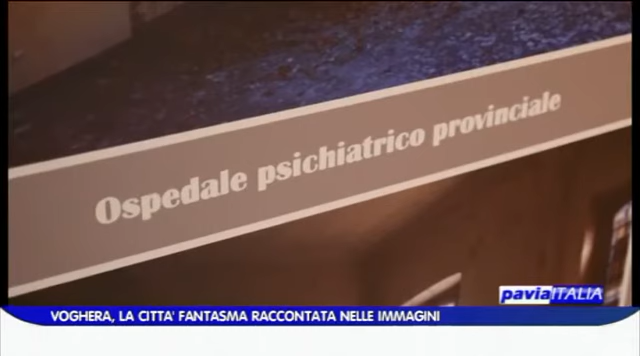 Ospedale psichiatrico provinciale
paviaITALIA
VOGHERA, LA CITTA' FANTASMA RACCONTATA NELLE IMMAGINI